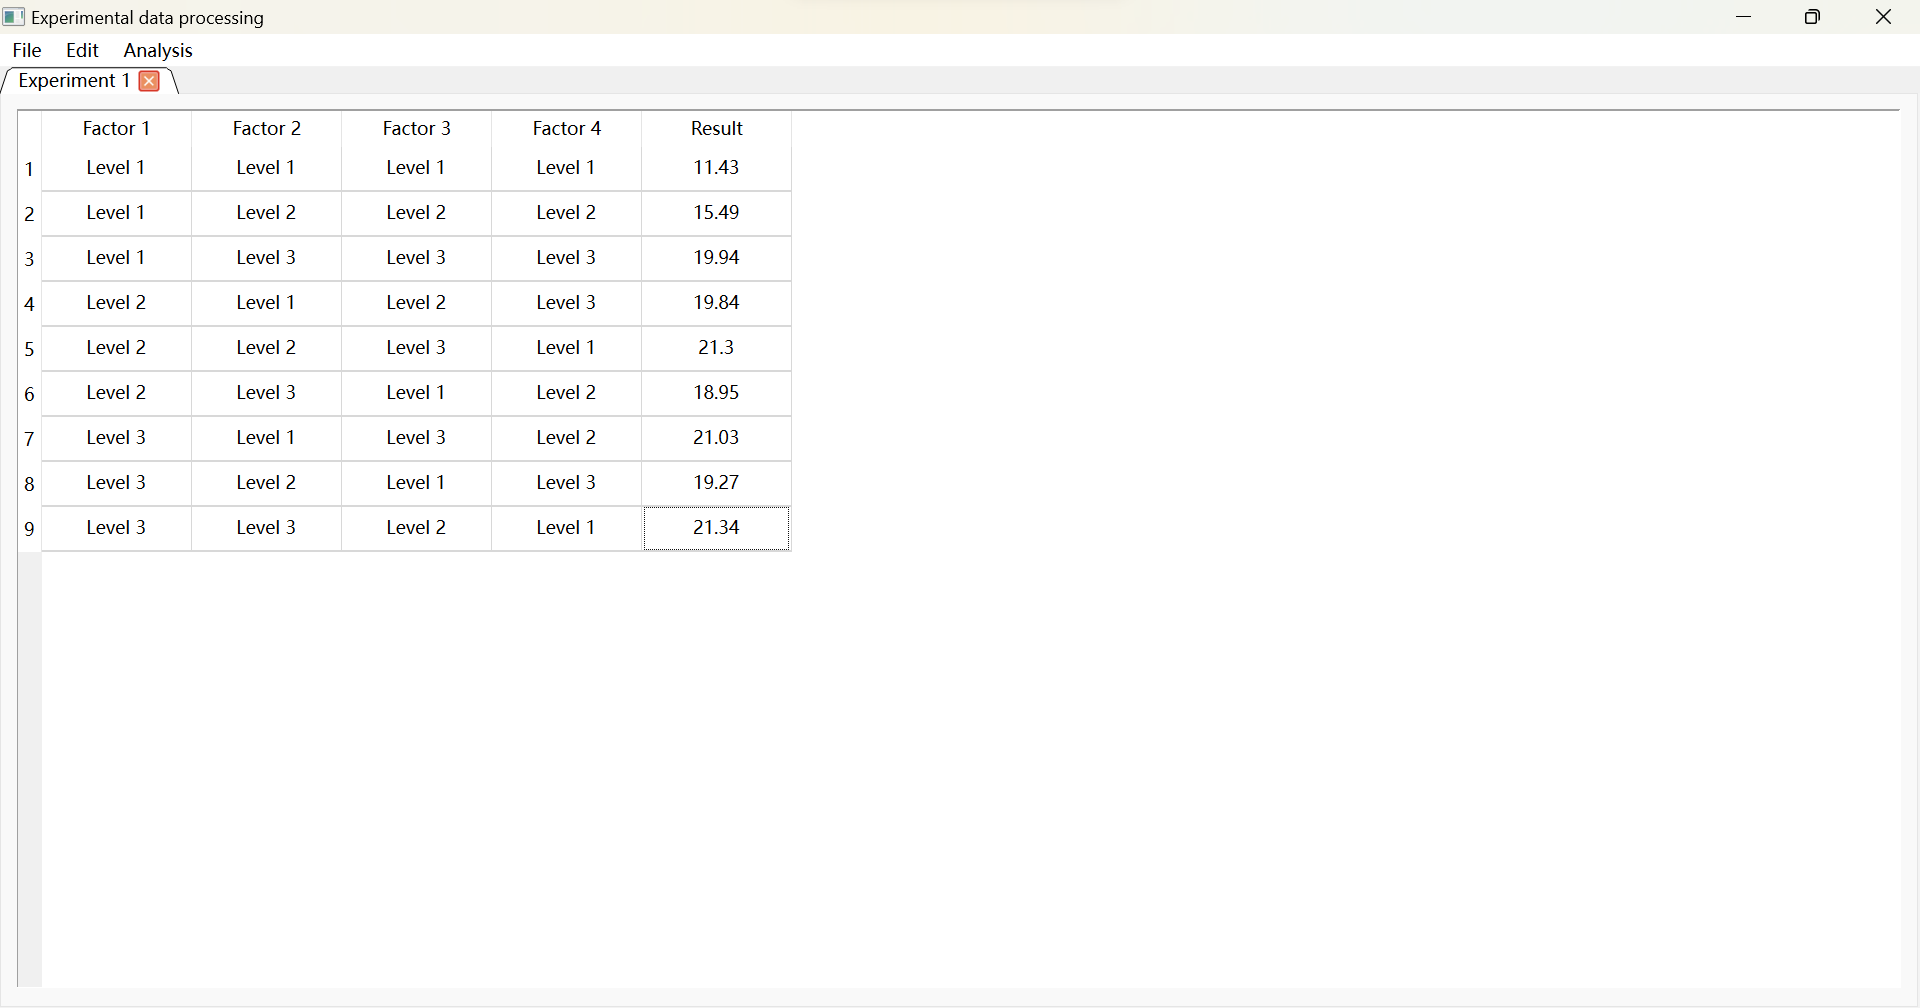 Experimental data processing
File Edit Analysis
Experiment 1
Factor 1 Factor 2 Factor 3 Factor 4 Result
1 Level 1 Level 1 Level 1 Level 1 11.43
2 Level 1 Level 2 Level 2 Level 2 15.49
3 Level 1 Level 3 Level 3 Level 3 19.94
4 Level 2 Level 1 Level 2 Level 3 19.84
5 Level 2 Level 2 Level 3 Level 1 21.3
6 Level 2 Level 3 Level 1 Level 2 18.95
7 Level 3 Level 1 Level 3 Level 2 21.03
8 Level 3 Level 2 Level 1 Level 3 19.27
9 Level 3 Level 3 Level 2 Level 1 21.34